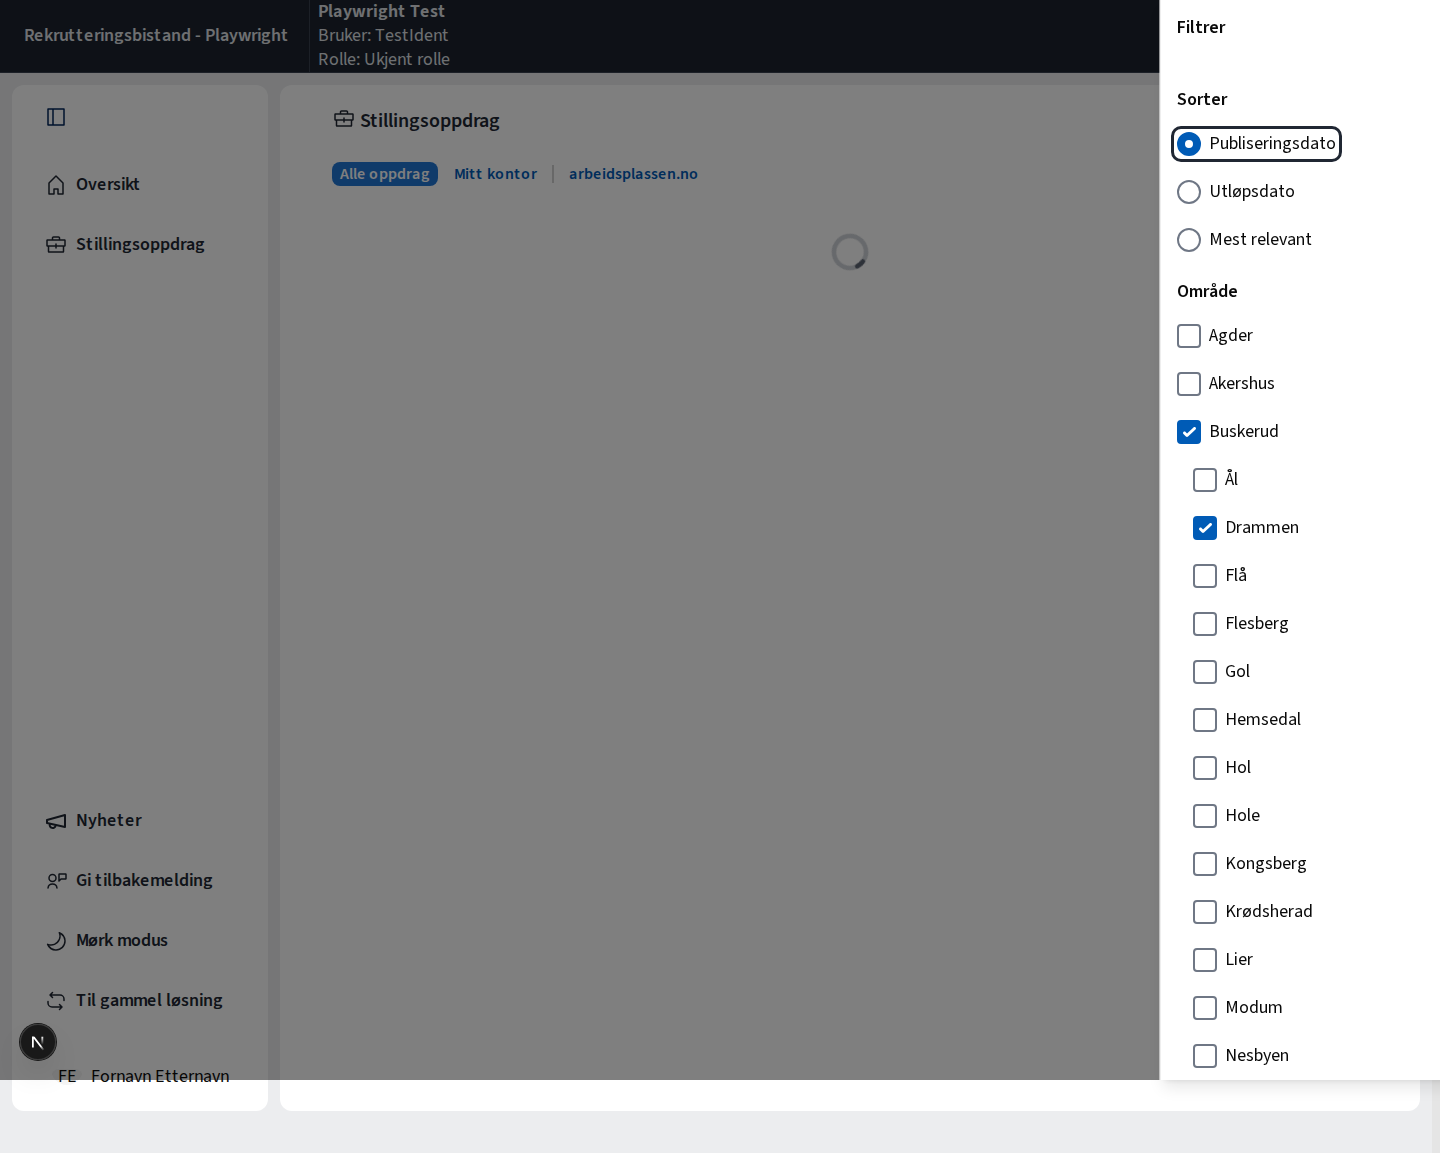 Rekrutteringsbistand - Playwright
Playwright Test
Bruker: TestIdent
Rolle: Ukjent rolle
Oversikt
Stillingsoppdrag
Nyheter
Gi tilbakemelding
Mørk modus
Til gammel løsning
N
FE Fornavn Etternavn
Stillingsoppdrag
Alle oppdrag Mitt kontor arbeidsplassen.no
Filtrer
Sorter
Publiseringsdato
Utløpsdato
Mest relevant
Område
Agder
Akershus
Buskerud
Ål
Drammen
Flå
Flesberg
Gol
Hemsedal
Hol
Hole
Kongsberg
Krødsherad
Lier
Modum
Nesbyen